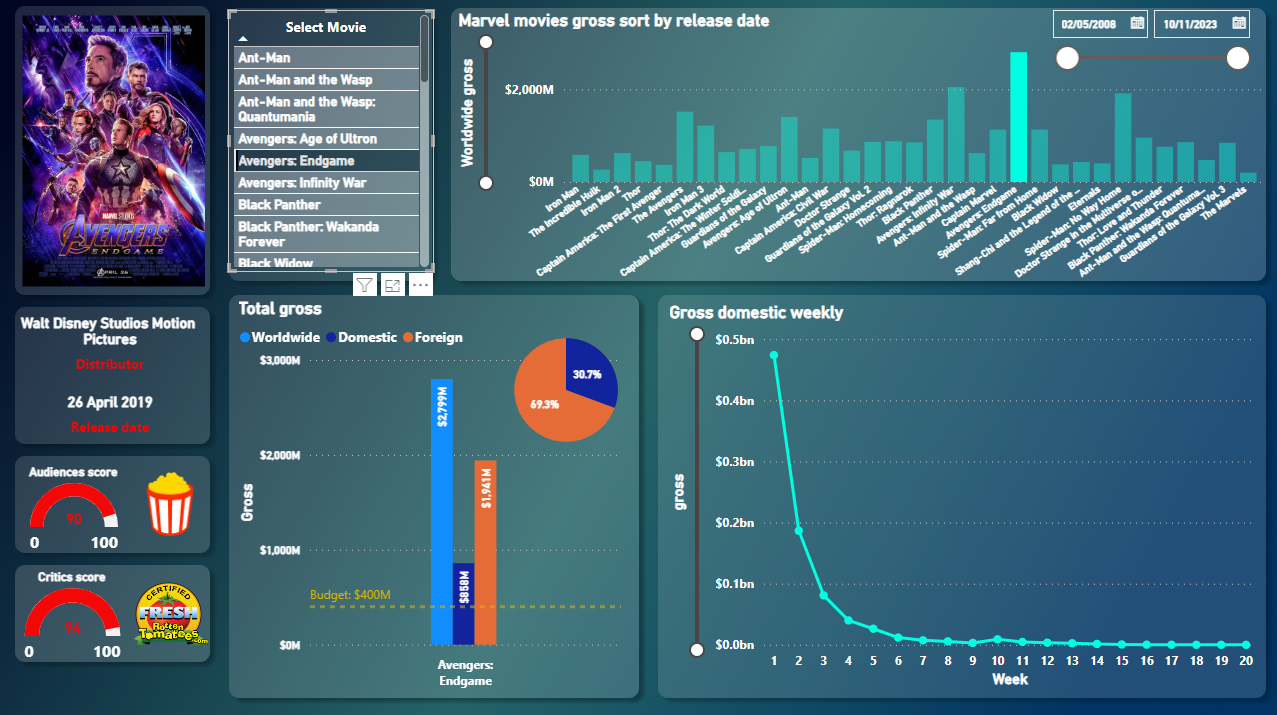 MARVEL STUDIOS
AVENGERS
ENDGAME
APRIL 26
Select Movie
Ant-Man
Ant-Man and the Wasp
Ant-Man and the Wasp:
Quantumania
Avengers: Age of Ultron
Avengers: Endgame
Avengers: Infinity War
Black Panther
Black Panther: Wakanda
Forever
Black Widow
Marvel movies gross sort by release date
02/05/2008
10/11/2023
Worldwide gross
$2,000M
$0M
Iron Man
The Incredible Hulk
Iron Man 2
Thor
Captain America: The First Avenger
The Avengers
Iron Man 3
Thor: The Dark World
Captain America: The Winter Soldi...
Guardians of the Galaxy
Avengers: Age of Ultron
Ant-Man
Captain America: Civil War
Doctor Strange
Guardians of the Galaxy Vol. 2
Spider-Man: Homecoming
Thor: Ragnarok
Black Panther
Avengers: Infinity War
Ant-Man and the Wasp
Captain Marvel
Avengers: Endgame
Spider-Man: Far From Home
Black Widow
Shang-Chi and the Legend of the ...
Eternals
Spider-Man: No Way Home
Doctor Strange in the Multiverse o...
Thor: Love and Thunder
Black Panther: Wakanda Forever
Ant-Man and the Wasp: Quantuma...
Guardians of the Galaxy Vol. 3
The Marvels
Walt Disney Studios Motion
Pictures
Distributor
26 April 2019
Release date
Audiences score
90
0
100
Critics score
94
0
100
CERTIFIED
FRESH
Rotten
Tomatoes.com
Total gross
Worldwide
Domestic
Foreign
$3,000M
$2,000M
$1,000M
$0M
Gross
$2,799M
$858M
$1,941M
30.7%
69.3%
Budget: $400M
Avengers:
Endgame
Gross domestic weekly
gross
$0.5bn
$0.4bn
$0.3bn
$0.2bn
$0.1bn
$0.0bn
1 2 3 4 5 6 7 8 9 10 11 12 13 14 15 16 17 18 19 20
Week